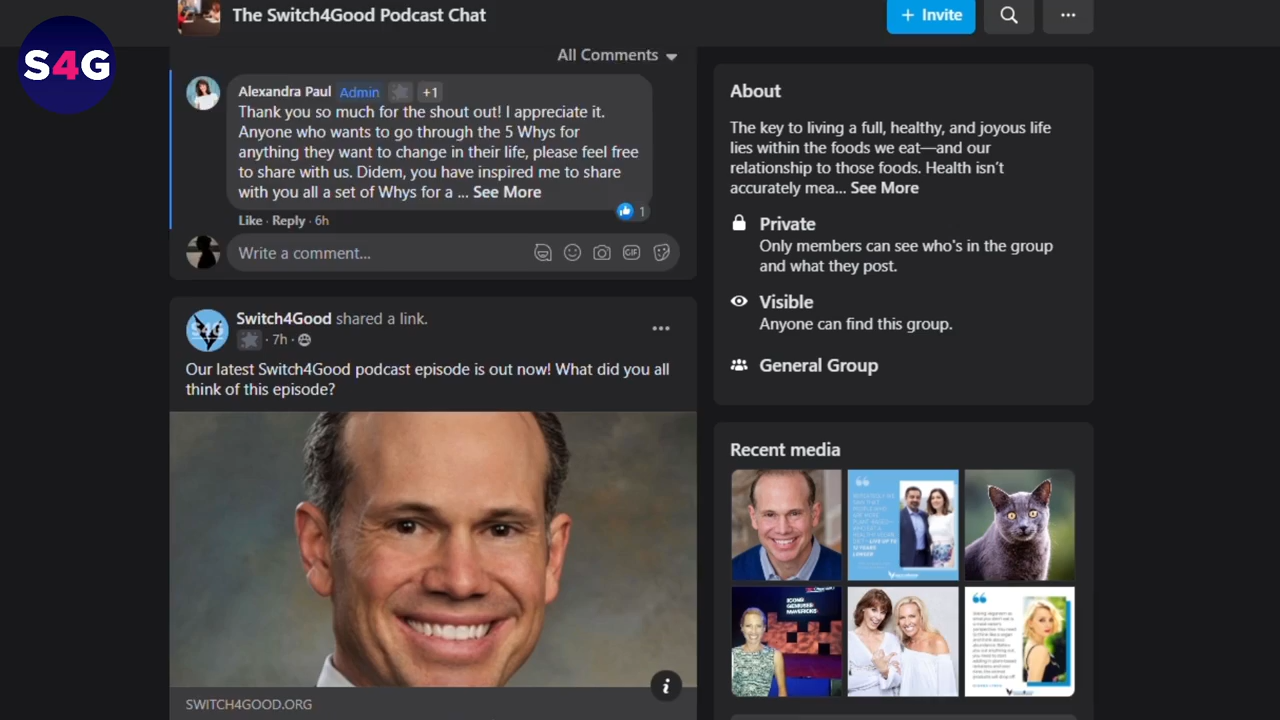 The Switch4Good Podcast Chat
+ Invite
S4G
All Comments
Alexandra Paul Admin +1
Thank you so much for the shout out! I appreciate it.
Anyone who wants to go through the 5 Whys for
anything they want to change in their life, please feel free
to share with us. Didem, you have inspired me to share
with you all a set of Whys for a ... See More
1
Like · Reply · 6h
Write a comment...
GIF
Switch4Good shared a link.
· 7h ·
Our latest Switch4Good podcast episode is out now! What did you all
think of this episode?
SWITCH4GOOD.ORG
About
The key to living a full, healthy, and joyous life
lies within the foods we eat—and our
relationship to those foods. Health isn't
accurately mea... See More
Private
Only members can see who's in the group
and what they post.
Visible
Anyone can find this group.
General Group
Recent media